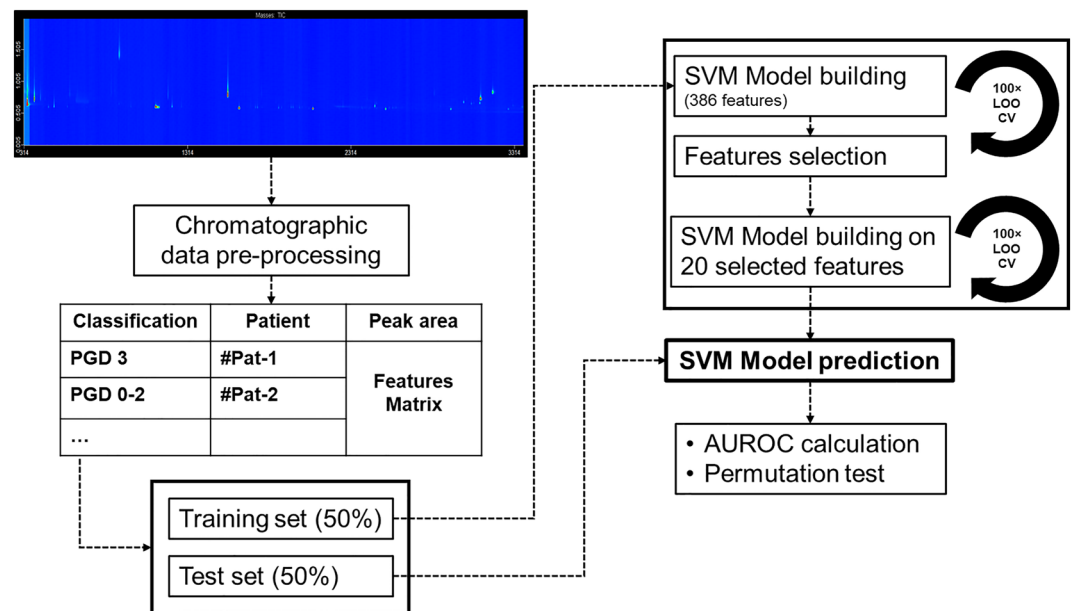 Masses: TIC
1.505
1.005
0.505
0.005
314
1314
2314
3314
Chromatographic
data pre-processing
Classification Patient Peak area
PGD 3 #Pat-1
PGD 0-2 #Pat-2
Features
Matrix
...
Training set (50%)
Test set (50%)
SVM Model building
(386 features)
100×
LOO
CV
Features selection
SVM Model building on
20 selected features
100×
LOO
CV
SVM Model prediction
• AUROC calculation
• Permutation test